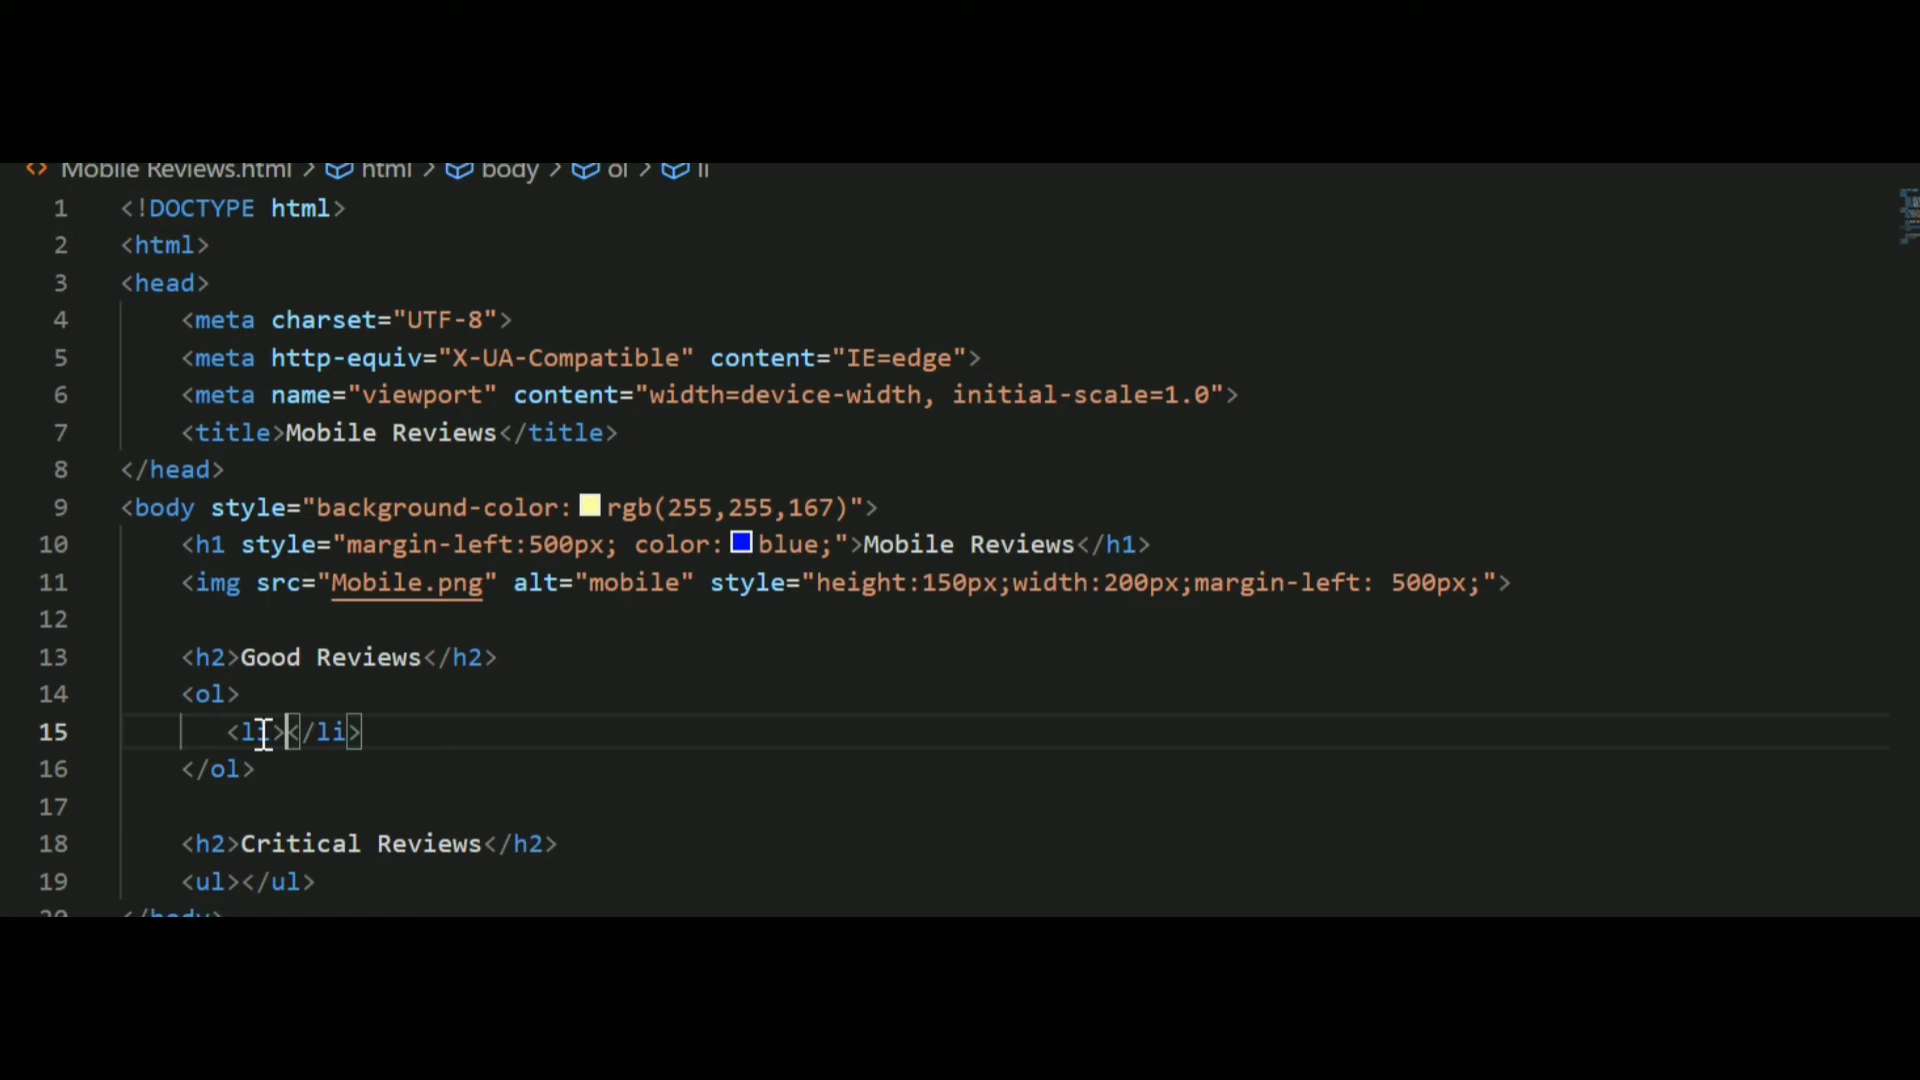 <> Mobile Reviews.html > html > body > ol > li
1 <!DOCTYPE html>
2 <html>
3 <head>
4 <meta charset="UTF-8">
5 <meta http-equiv="X-UA-Compatible" content="IE=edge">
6 <meta name="viewport" content="width=device-width, initial-scale=1.0">
7 <title>Mobile Reviews</title>
8 </head>
9 <body style="background-color: rgb(255,255,167)">
10 <h1 style="margin-left:500px; color: blue;">Mobile Reviews</h1>
11 <img src="Mobile.png" alt="mobile" style="height:150px;width:200px;margin-left: 500px;">
12
13 <h2>Good Reviews</h2>
14 <ol>
15 <li></li>
16 </ol>
17
18 <h2>Critical Reviews</h2>
19 <ul></ul>
20 </body>